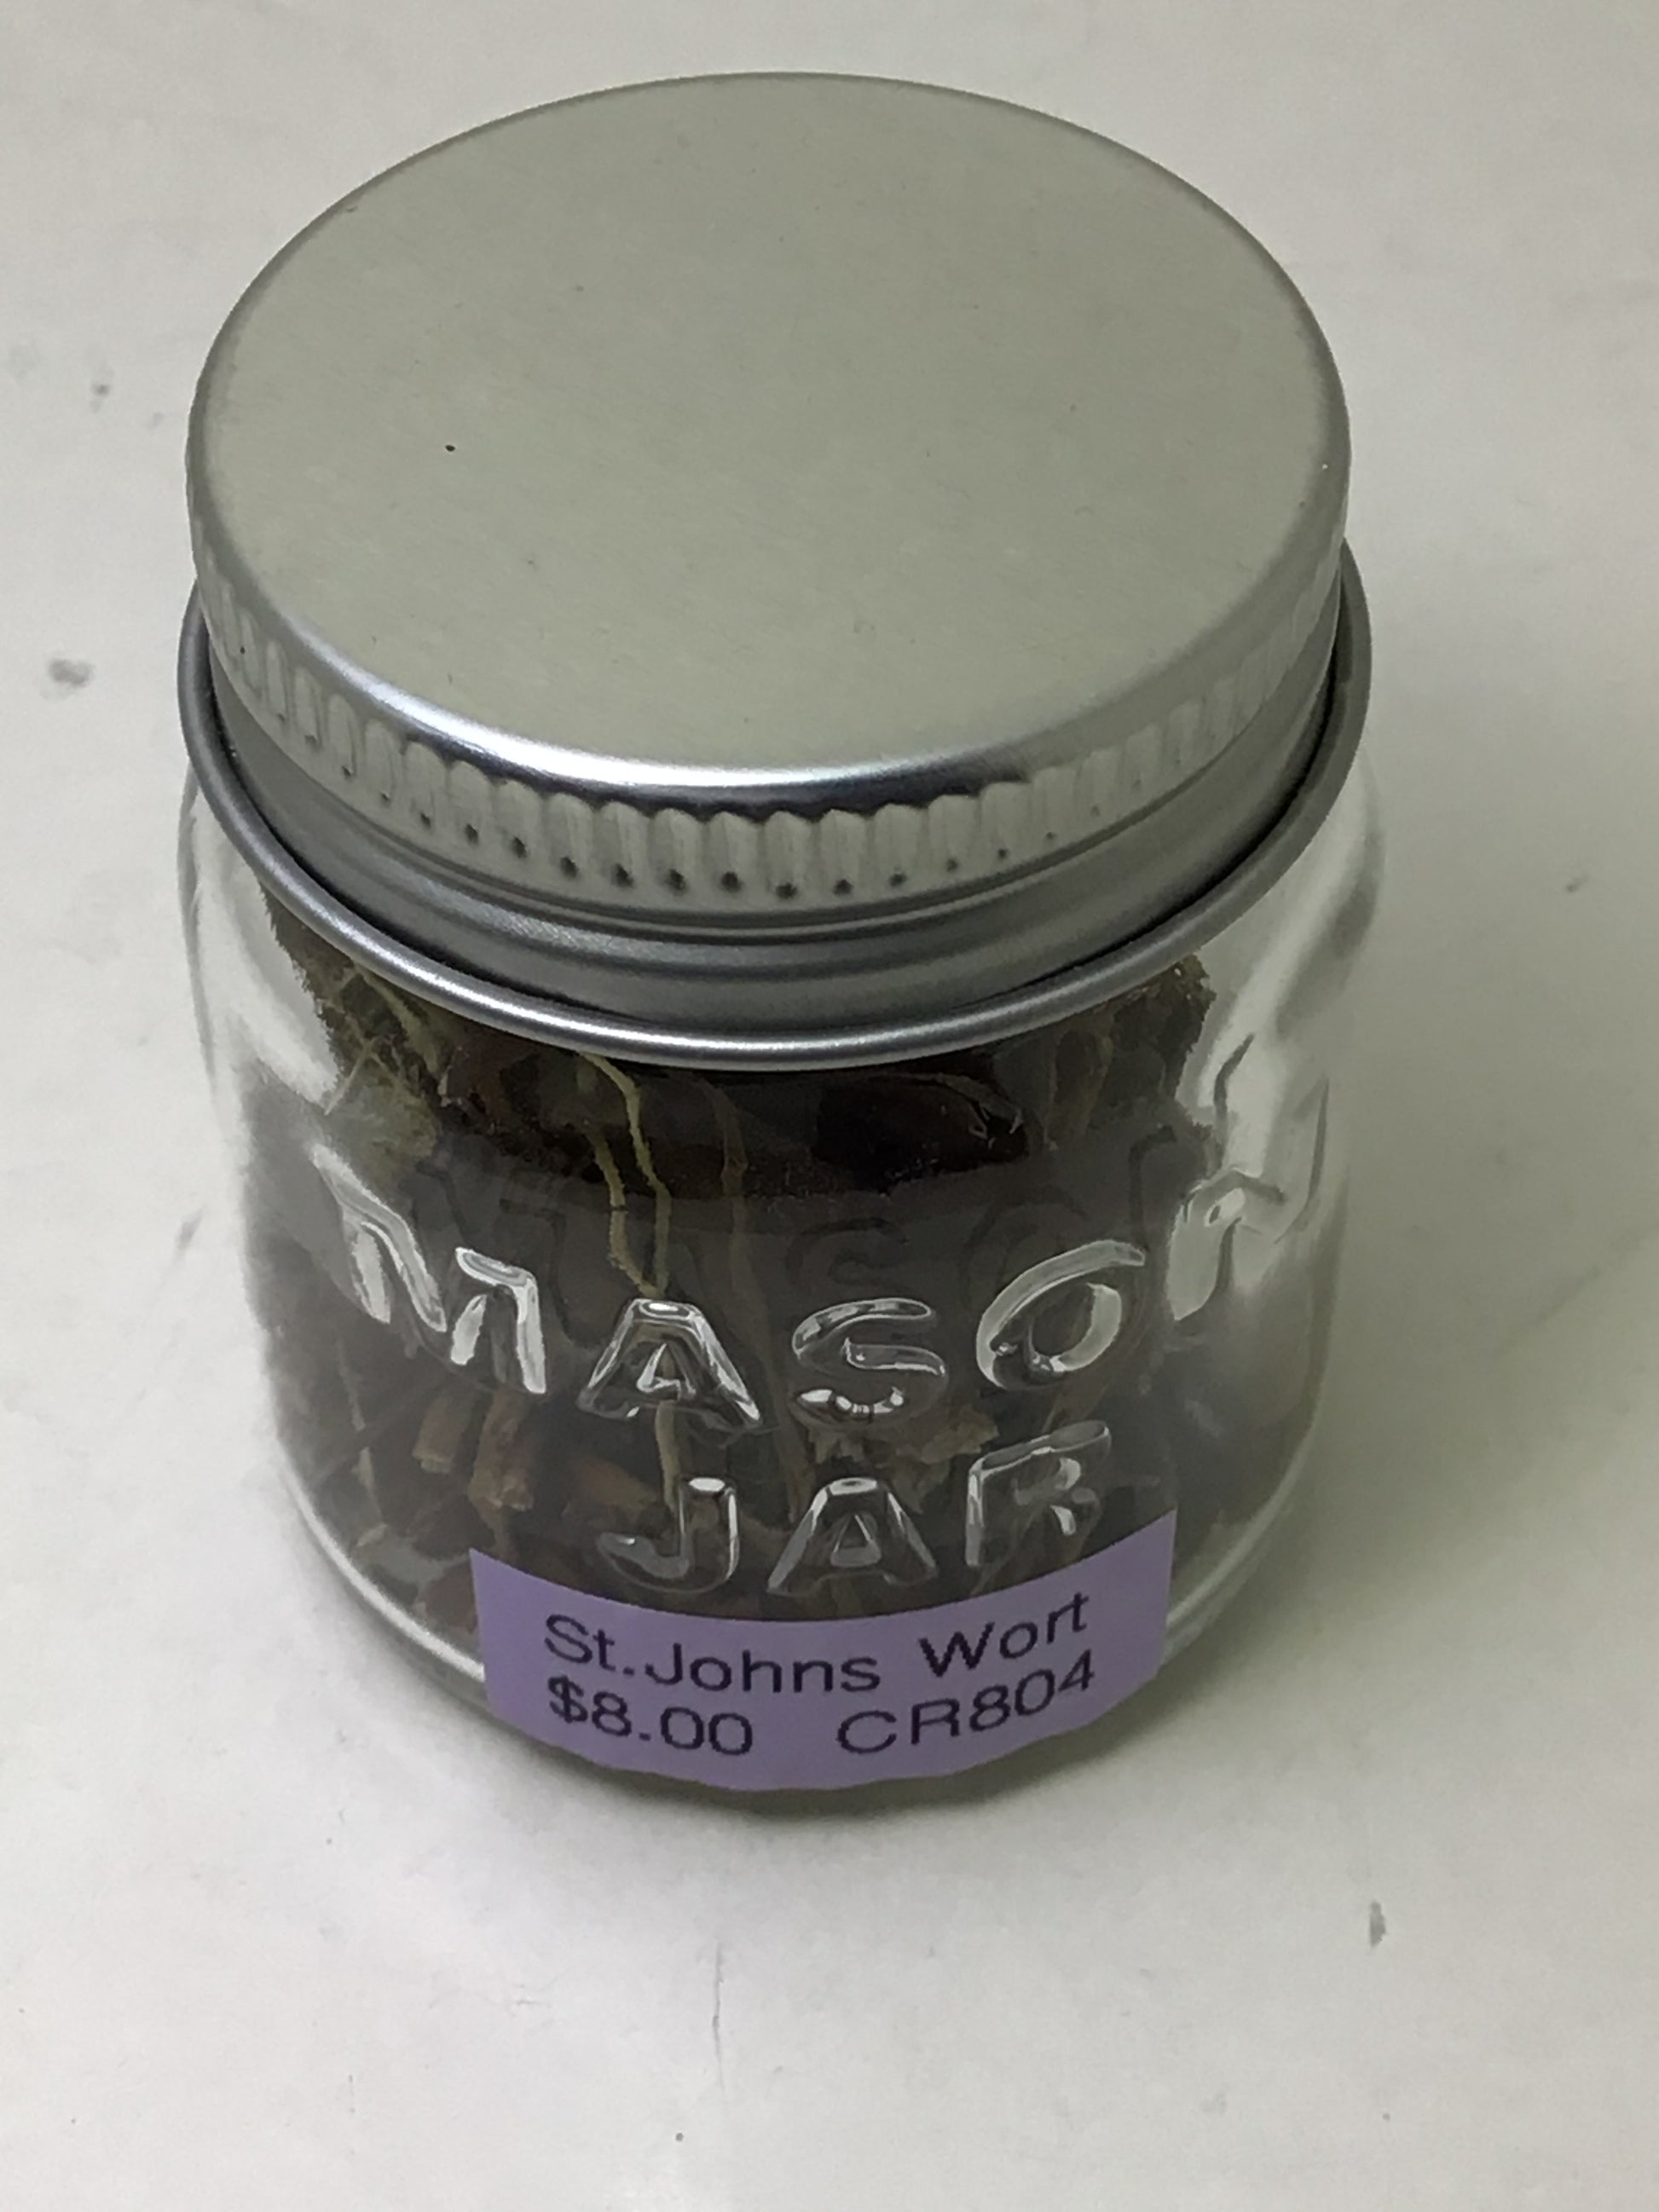 MASON
JAR
St.Johns Wort
$8.00 CR804